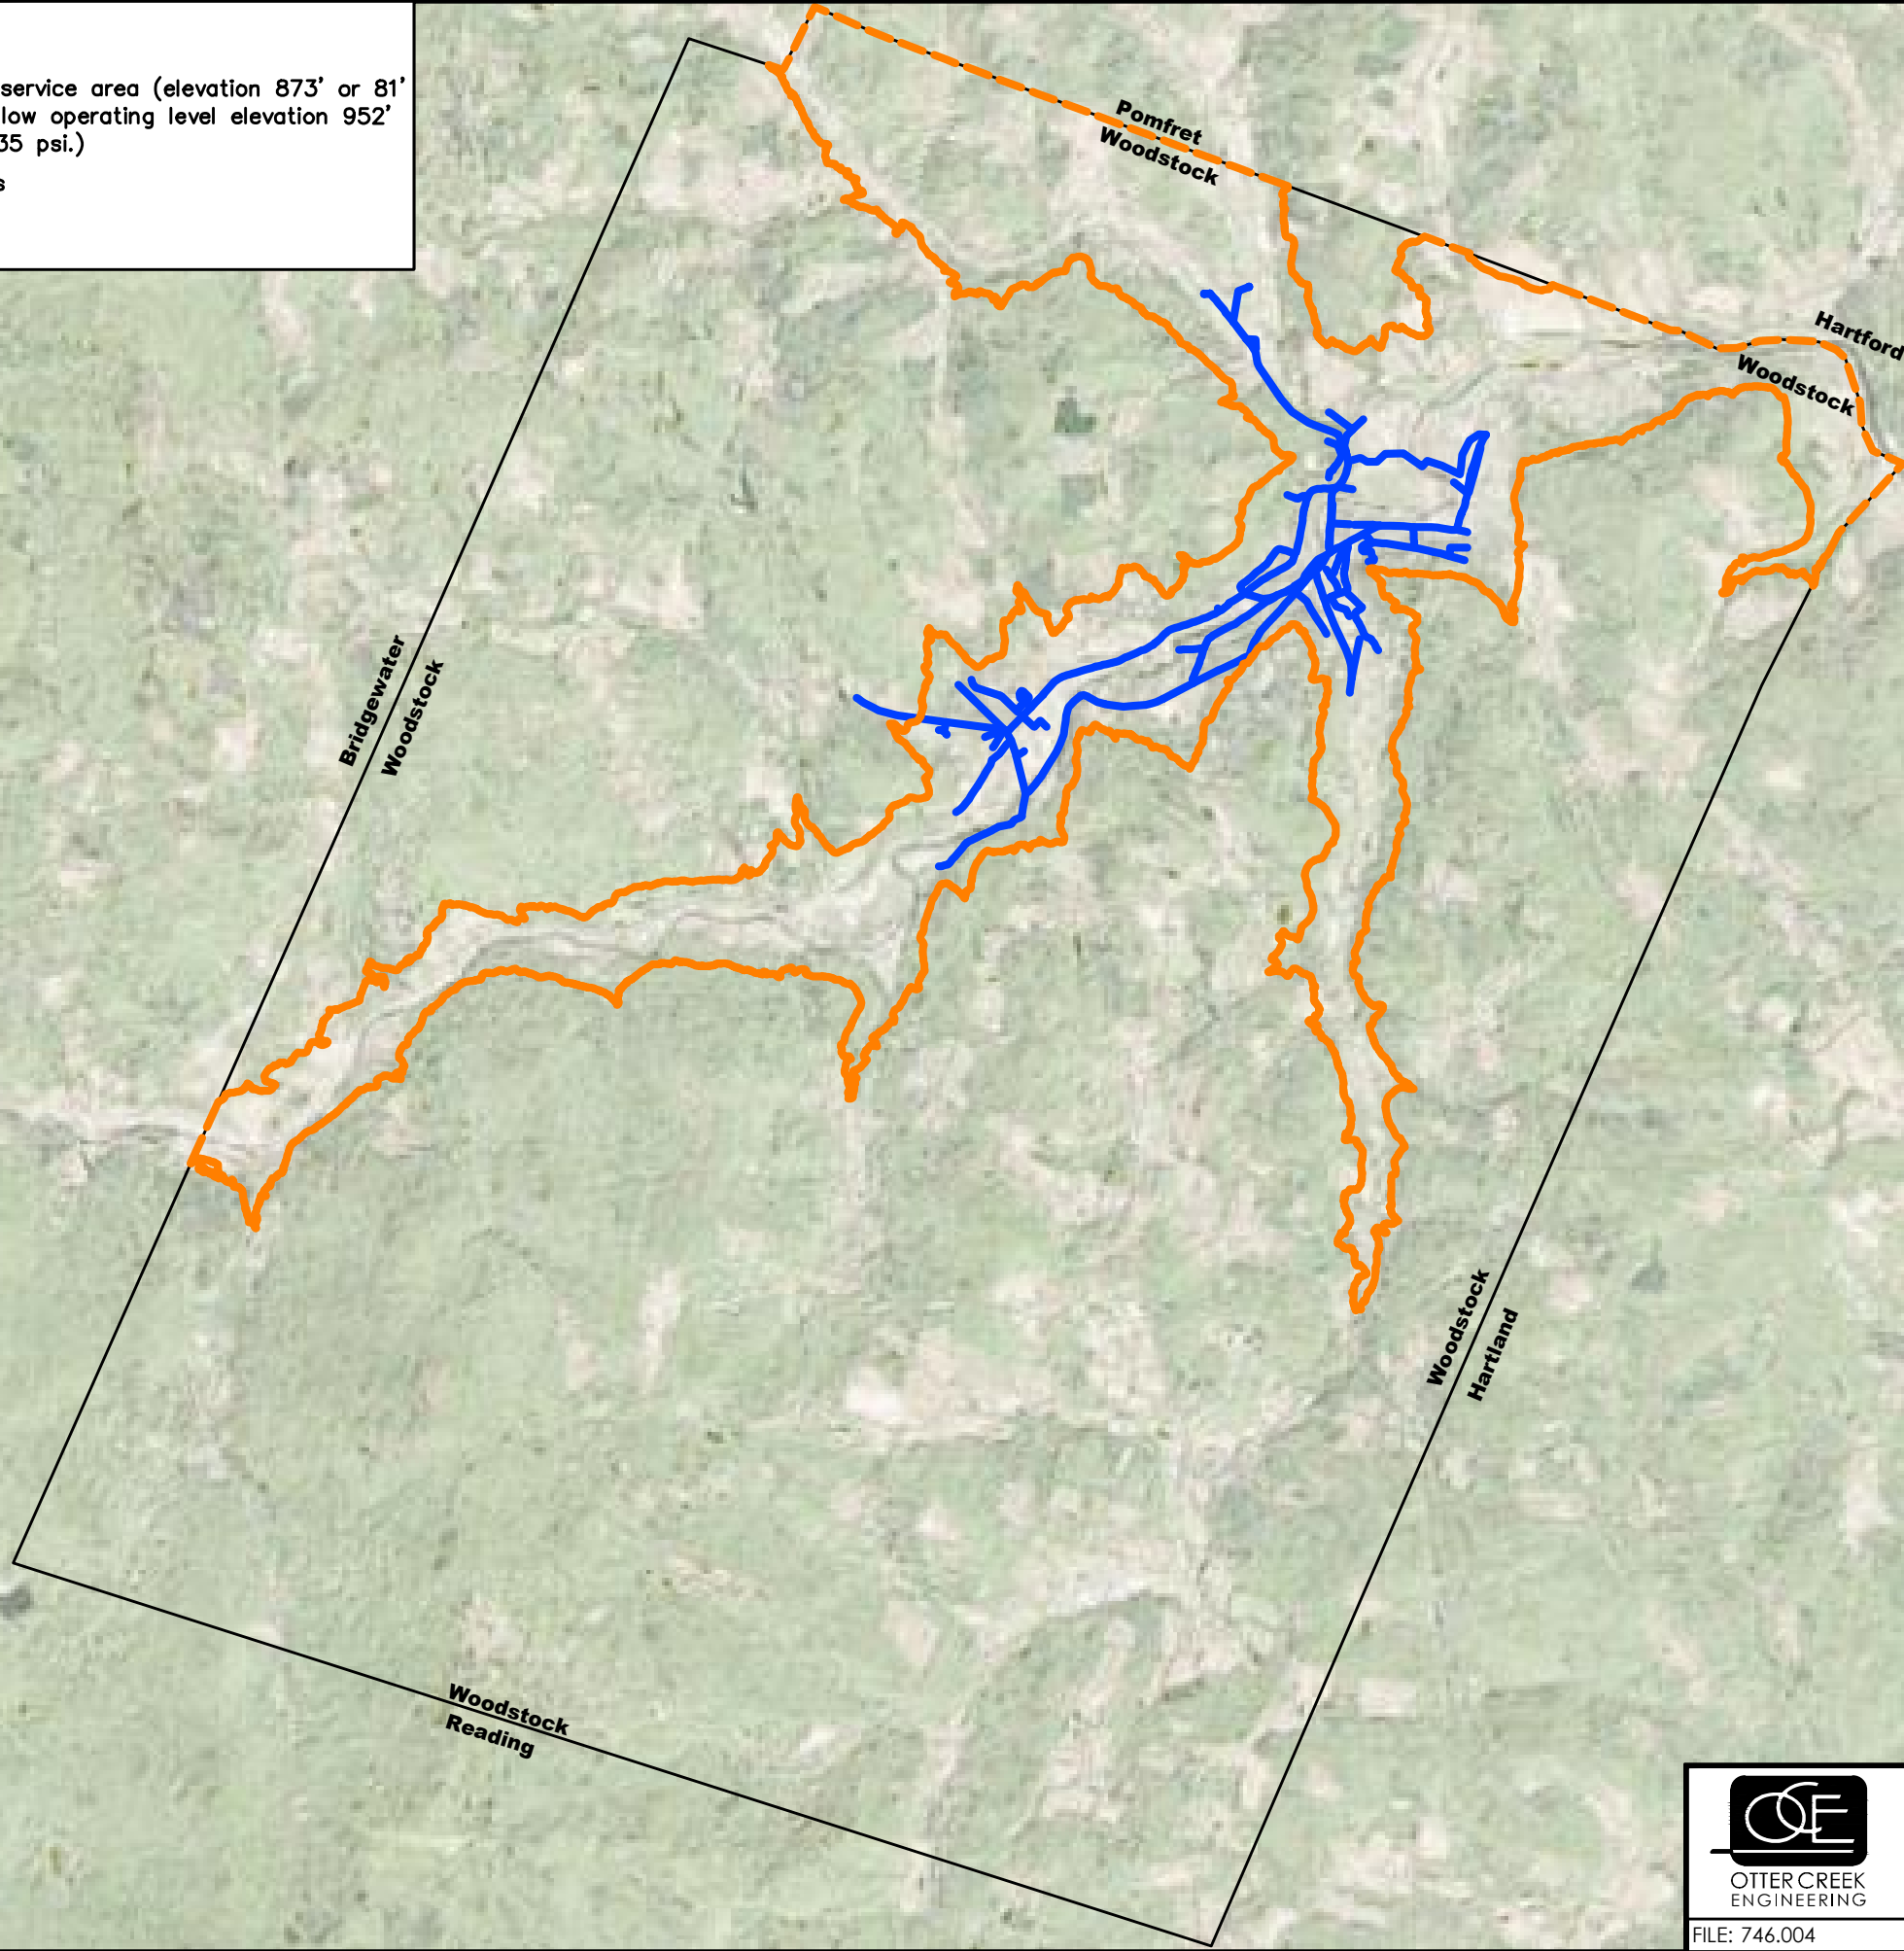 service area (elevation 873' or 81'
low operating level elevation 952'
35 psi.)
s
Pomfret
Woodstock
Hartford
Woodstock
Bridgewater
Woodstock
Woodstock
Hartland
Woodstock
Reading
OCE
OTTER CREEK
ENGINEERING
FILE: 746.004